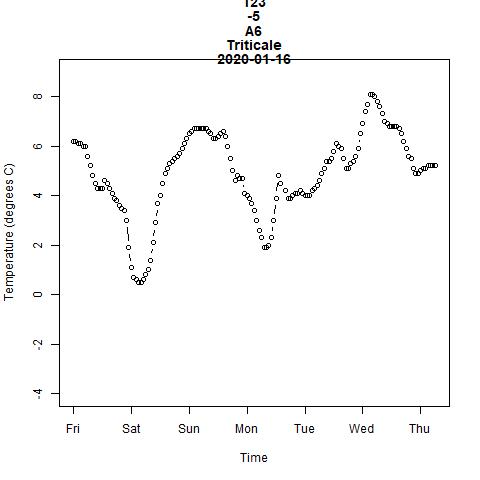 123
-5
A6
Triticale
2020-01-16
8
6
4
2
0
-2
-4
Temperature (degrees C)
Fri Sat Sun Mon Tue Wed Thu
Time